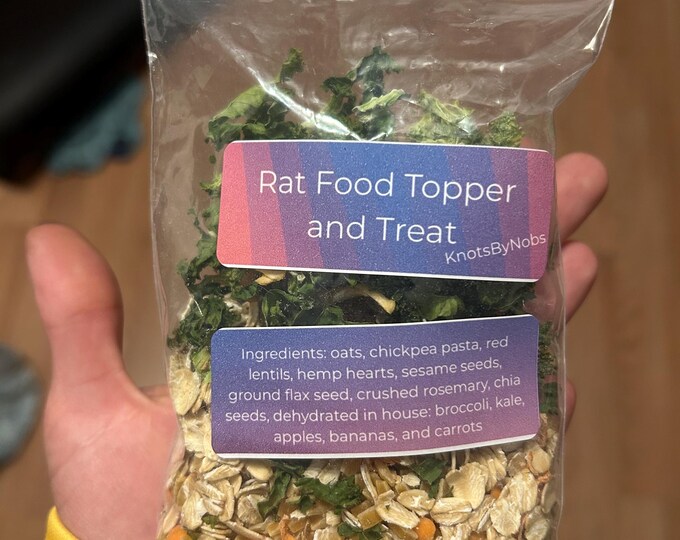 Rat Food Topper
and Treat
KnotsByNobs
Ingredients: oats, chickpea pasta, red
lentils, hemp hearts, sesame seeds,
ground flax seed, crushed rosemary, chia
seeds, dehydrated in house: broccoli, kale,
apples, bananas, and carrots